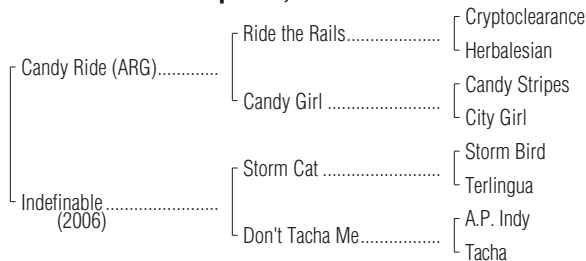 Cryptoclearance
Ride the Rails
Herbalesian
Candy Ride (ARG)
Candy Stripes
Candy Girl
City Girl
Storm Bird
Storm Cat
Terlingua
Indefinable
(2006)
A.P. Indy
Don't Tacha Me
Tacha